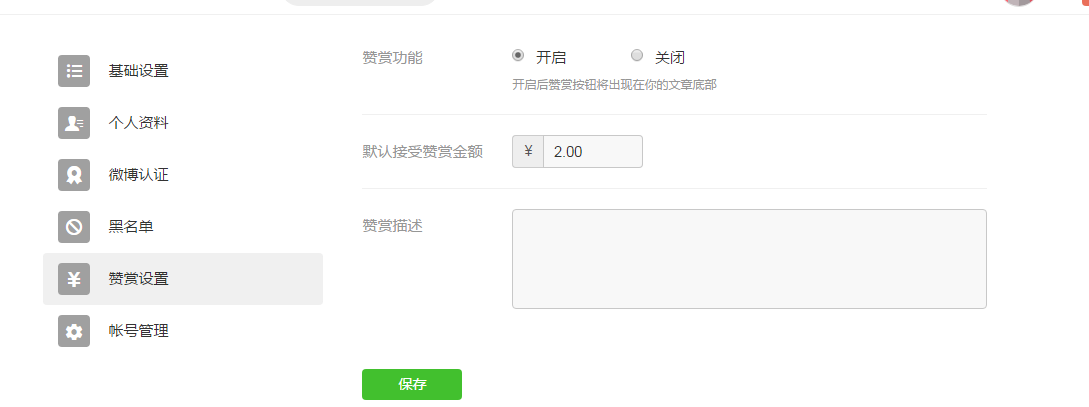 基础设置
个人资料
微博认证
黑名单
赞赏设置
帐号管理
赞赏功能 开启 关闭
开启后赞赏按钮将出现在你的文章底部
默认接受赞赏金额 ¥ 2.00
赞赏描述
保存